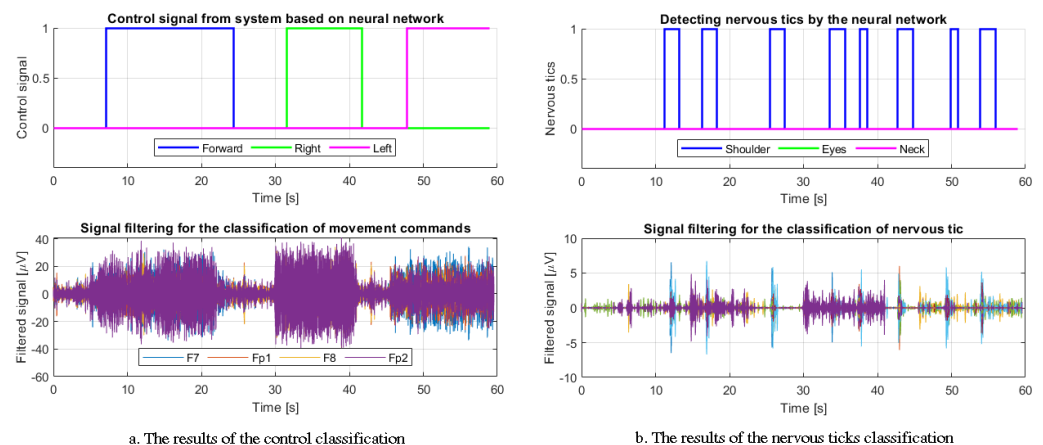 Control signal from system based on neural network
Control signal
1
0.5
0
Forward Right Left
0 10 20 30 40 50 60
Time [s]
Signal filtering for the classification of movement commands
Filtered signal [μV]
40
20
0
-20
-40
-60
F7 Fp1 F8 Fp2
0 10 20 30 40 50 60
Time [s]
a. The results of the control classification
Detecting nervous tics by the neural network
Nervous tics
1
0.5
0
Shoulder Eyes Neck
0 10 20 30 40 50 60
Time [s]
Signal filtering for the classification of nervous tic
Filtered signal [μV]
10
5
0
-5
-10
0 10 20 30 40 50 60
Time [s]
b. The results of the nervous ticks classification